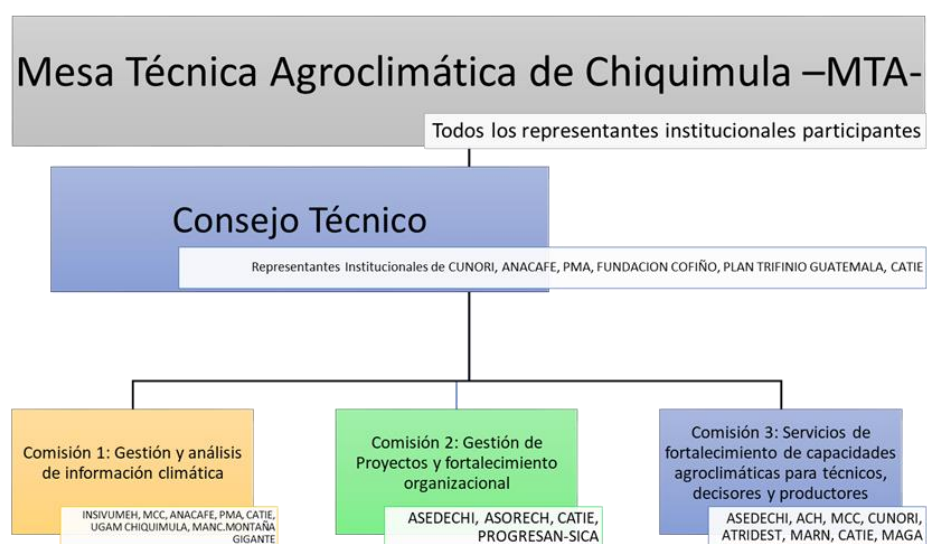 Mesa Técnica Agroclimática de Chiquimula –MTA-
Todos los representantes institucionales participantes
Consejo Técnico
Representantes Institucionales de CUNORI, ANACAFE, PMA, FUNDACION COFIÑO, PLAN TRIFINIO GUATEMALA, CATIE
Comisión 1: Gestión y análisis
de información climática
INSIVUMEH, MCC, ANACAFE, PMA, CATIE,
UGAM CHIQUIMULA, MANC.MONTAÑA
GIGANTE
Comisión 2: Gestión de
Proyectos y fortalecimiento
organizacional
ASEDECHI, ASORECH, CATIE,
PROGRESAN-SICA
Comisión 3: Servicios de
fortalecimiento de capacidades
agroclimáticas para técnicos,
decisores y productores
ASEDECHI, ACH, MCC, CUNORI,
ATRIDEST, MARN, CATIE, MAGA